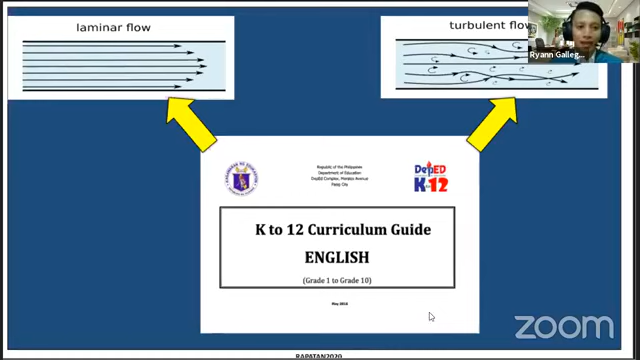 laminar flow
turbulent flow
Ryann Galleg...
Republic of the Philippines
Department of Education
DepEd Complex, Meralco Avenue
Pasig City
DepED
K to 12
K to 12 Curriculum Guide
ENGLISH
(Grade 1 to Grade 10)
May 2016
zoom
RAPATAN2020